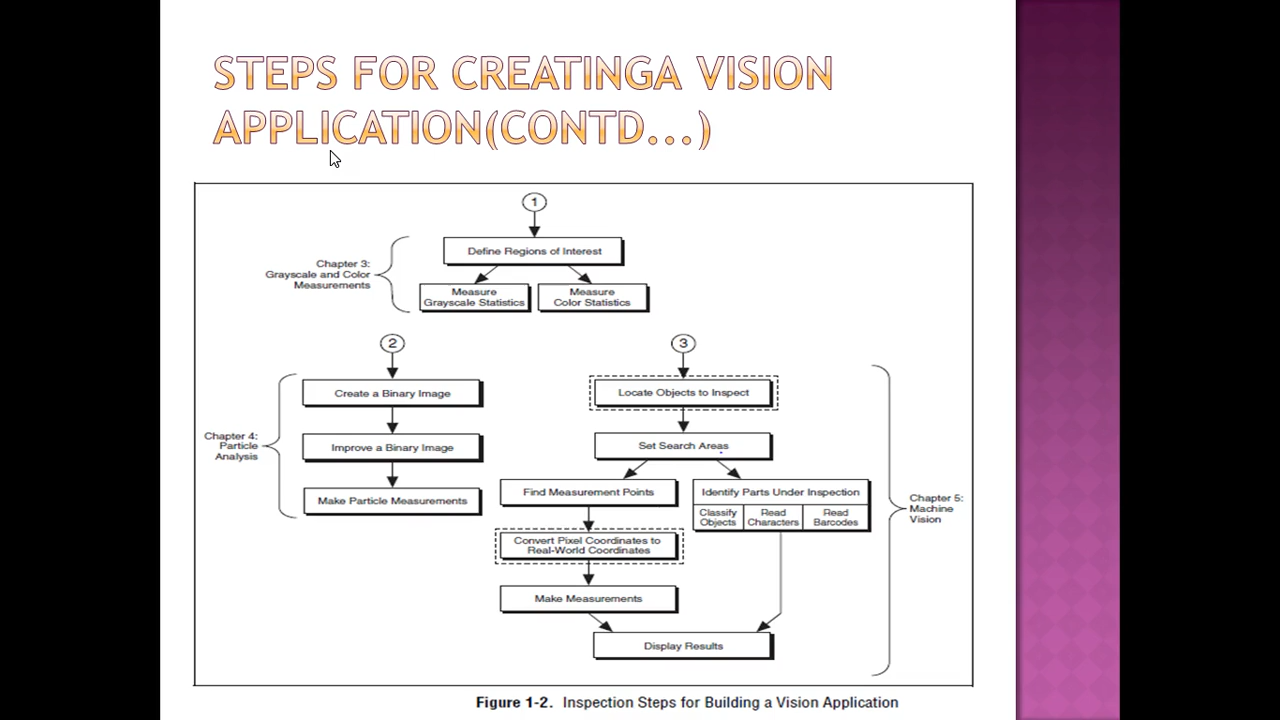 STEPS FOR CREATINGA VISION
APPLICATION(CONTD...)
1
Define Regions of Interest
Chapter 3:
Grayscale and Color
Measurements
Measure
Grayscale Statistics
Measure
Color Statistics
2
Create a Binary Image
Improve a Binary Image
Make Particle Measurements
Chapter 4:
Particle
Analysis
3
Locate Objects to Inspect
Set Search Areas
Find Measurement Points
Identify Parts Under Inspection
Classify
Objects
Read
Characters
Read
Barcodes
Convert Pixel Coordinates to
Real-World Coordinates
Make Measurements
Display Results
Chapter 5:
Machine
Vision
Figure 1-2. Inspection Steps for Building a Vision Application